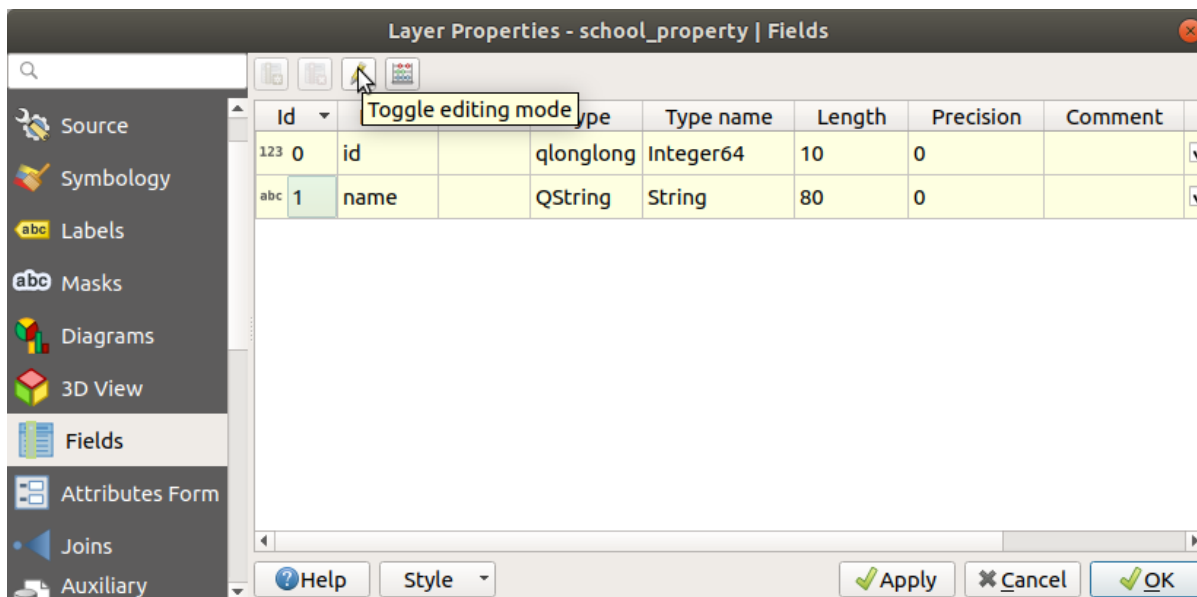 Layer Properties - school_property | Fields
Toggle editing mode
Source
Symbology
abc Labels
abc Masks
Diagrams
3D View
Fields
Attributes Form
Joins
Auxiliary
Id Type name Length Precision Comment
123 0 id qlonglong Integer64 10 0
abc 1 name QString String 80 0
Help Style Apply Cancel OK